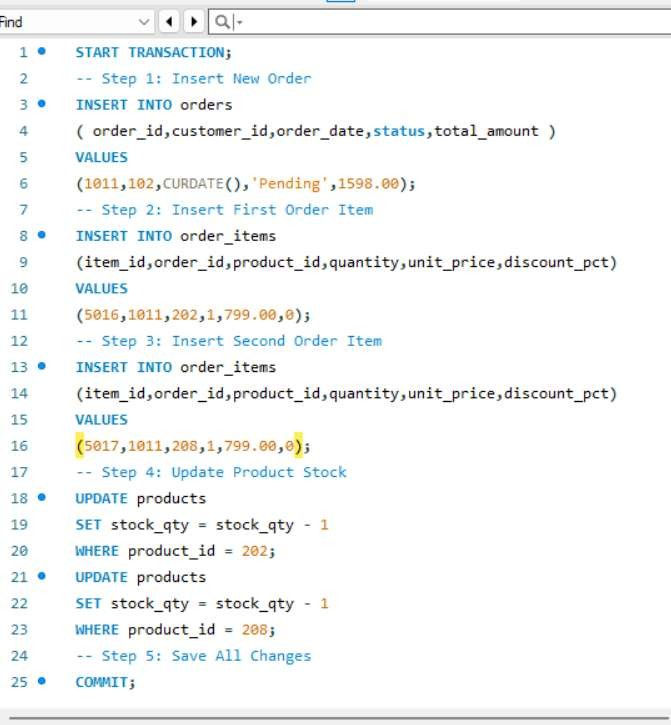 Find
1 START TRANSACTION;
2 -- Step 1: Insert New Order
3 INSERT INTO orders
4 ( order_id,customer_id,order_date,status,total_amount )
5 VALUES
6 (1011,102,CURDATE(),'Pending',1598.00);
7 -- Step 2: Insert First Order Item
8 INSERT INTO order_items
9 (item_id,order_id,product_id,quantity,unit_price,discount_pct)
10 VALUES
11 (5016,1011,202,1,799.00,0);
12 -- Step 3: Insert Second Order Item
13 INSERT INTO order_items
14 (item_id,order_id,product_id,quantity,unit_price,discount_pct)
15 VALUES
16 (5017,1011,208,1,799.00,0);
17 -- Step 4: Update Product Stock
18 UPDATE products
19 SET stock_qty = stock_qty - 1
20 WHERE product_id = 202;
21 UPDATE products
22 SET stock_qty = stock_qty - 1
23 WHERE product_id = 208;
24 -- Step 5: Save All Changes
25 COMMIT;